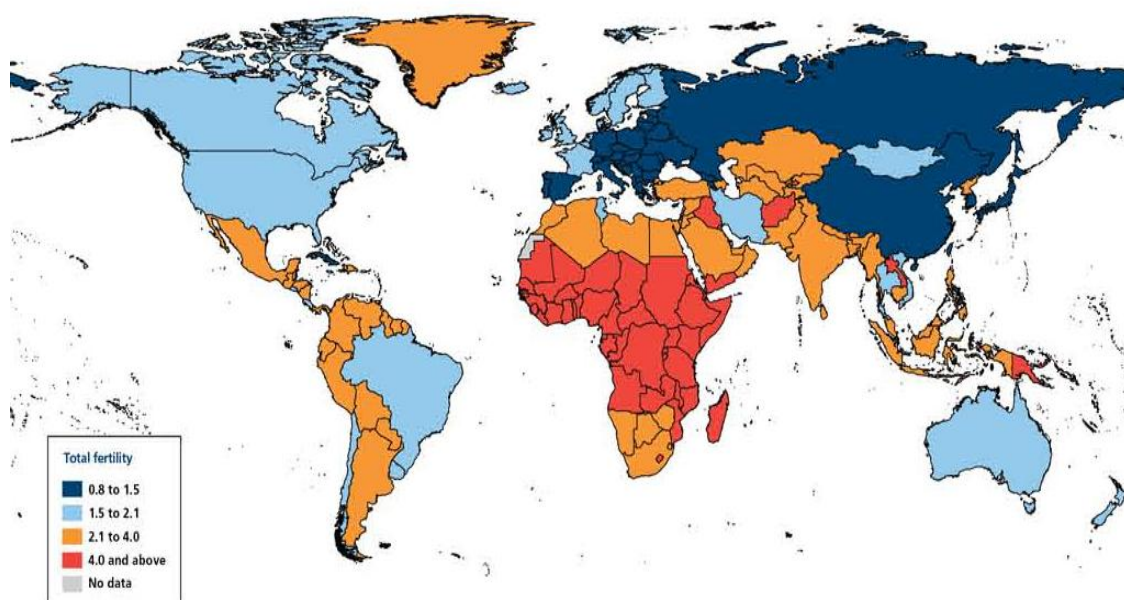 Total fertility
0.8 to 1.5
1.5 to 2.1
2.1 to 4.0
4.0 and above
No data